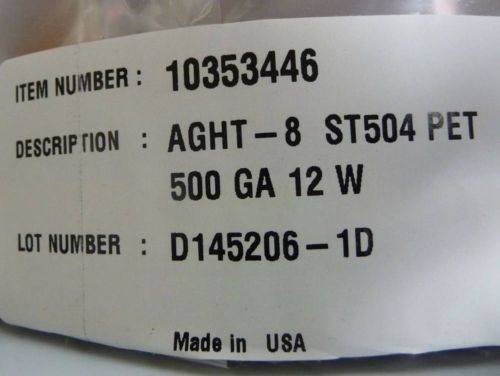 ITEM NUMBER : 10353446
DESCRIPTION : AGHT-8 ST504 PET
500 GA 12 W
LOT NUMBER : D145206-1D
Made in USA